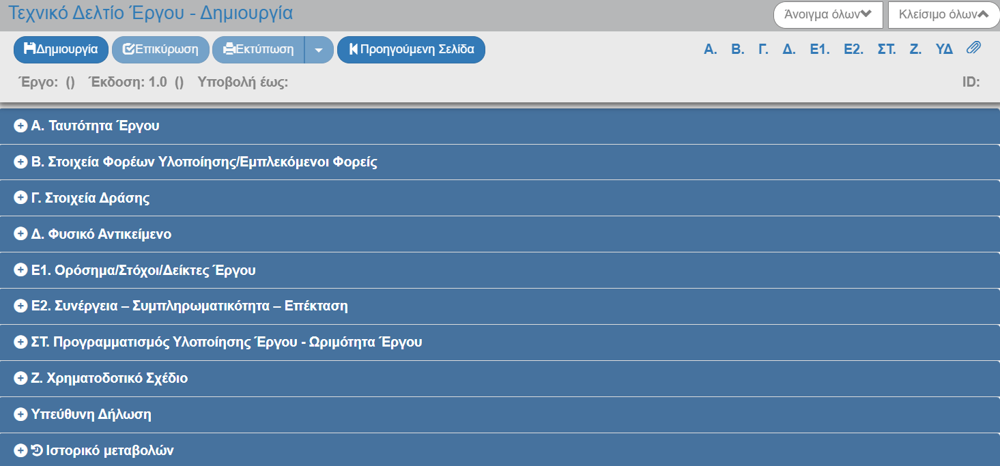 Τεχνικό Δελτίο Έργου - Δημιουργία Άνοιγμα όλων Κλείσιμο όλων
Δημιουργία Επικύρωση Εκτύπωση Προηγούμενη Σελίδα Α. Β. Γ. Δ. Ε1. Ε2. ΣΤ. Ζ. ΥΔ
Έργο: () Έκδοση: 1.0 () Υποβολή έως: ID:
Α. Ταυτότητα Έργου
Β. Στοιχεία Φορέων Υλοποίησης/Εμπλεκόμενοι Φορείς
Γ. Στοιχεία Δράσης
Δ. Φυσικό Αντικείμενο
Ε1. Ορόσημα/Στόχοι/Δείκτες Έργου
Ε2. Συνέργεια – Συμπληρωματικότητα – Επέκταση
ΣΤ. Προγραμματισμός Υλοποίησης Έργου - Ωριμότητα Έργου
Ζ. Χρηματοδοτικό Σχέδιο
Υπεύθυνη Δήλωση
Ιστορικό μεταβολών